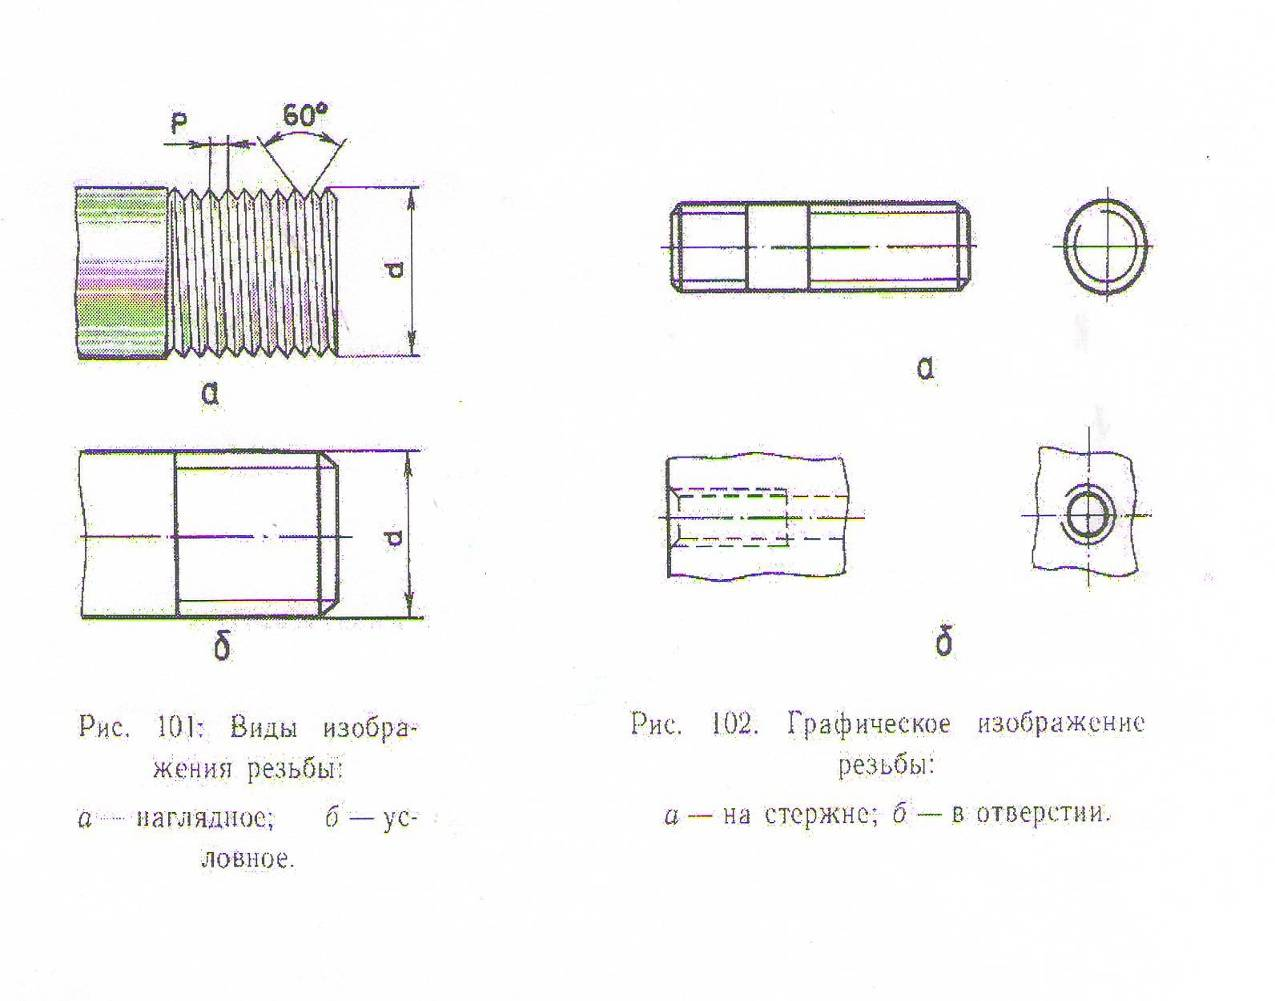 P
60°
d
а
d
б
Рис. 101: Виды изобра-
жения резьбы:
а — наглядное; б — ус-
ловное.
а
б
Рис. 102. Графическое изображение
резьбы:
а — на стержне; б — в отверстии.